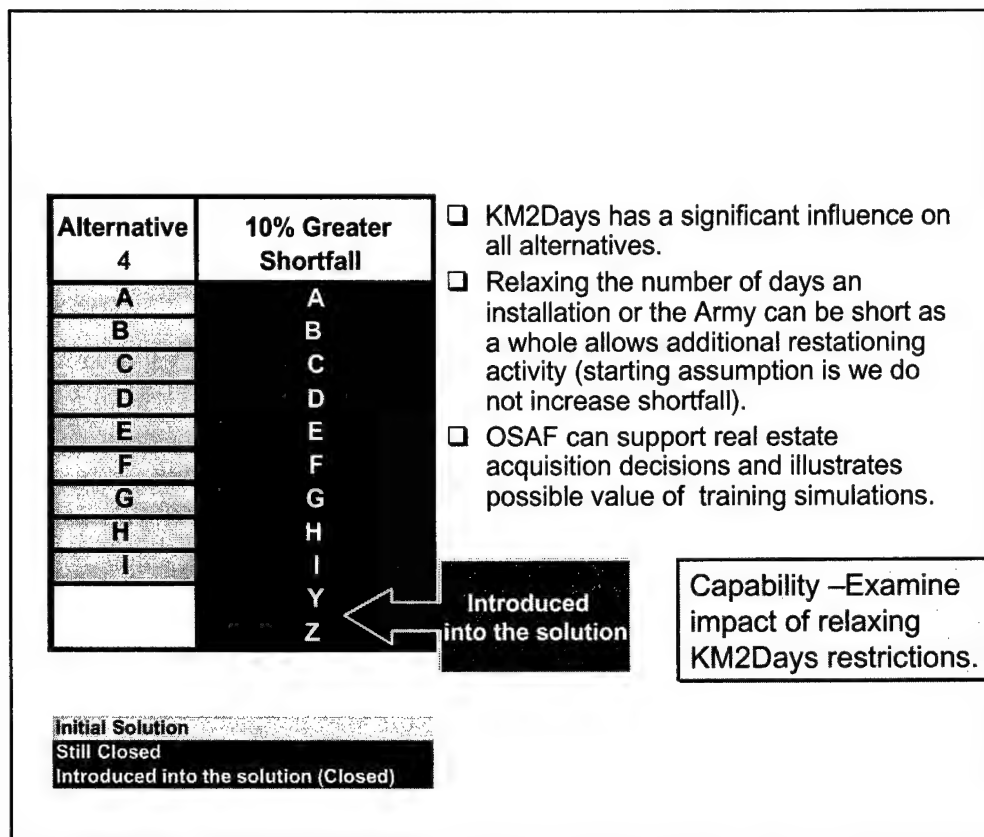 Alternative 4
10% Greater Shortfall
A A
B B
C C
D D
E E
F F
G G
H H
I I
Y
Z
❑ KM2Days has a significant influence on
all alternatives.
❑ Relaxing the number of days an
installation or the Army can be short as
a whole allows additional restationing
activity (starting assumption is we do
not increase shortfall).
❑ OSAF can support real estate
acquisition decisions and illustrates
possible value of training simulations.
Introduced
into the solution
Capability –Examine
impact of relaxing
KM2Days restrictions.
Initial Solution
Still Closed
Introduced into the solution (Closed)